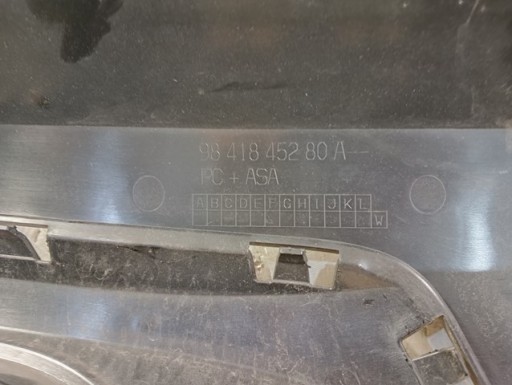 98 418 452 80 A
PC + ASA
A B C D E F G H I J K L
W